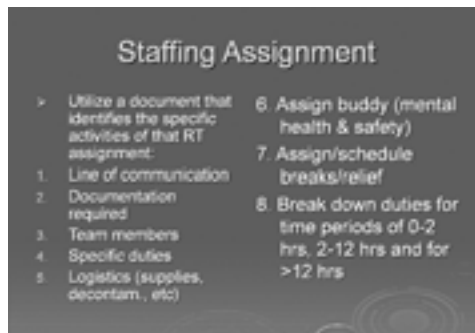 Staffing Assignment
➢ Utilize a document that
identifies the specific
activities of that RT
assignment:
1. Line of communication
2. Documentation
required
3. Team members
4. Specific duties
5. Logistics (supplies,
decontam., etc)
6. Assign buddy (mental
health & safety)
7. Assign/schedule
breaks/relief
8. Break down duties for
time periods of 0-2
hrs, 2-12 hrs and for
>12 hrs